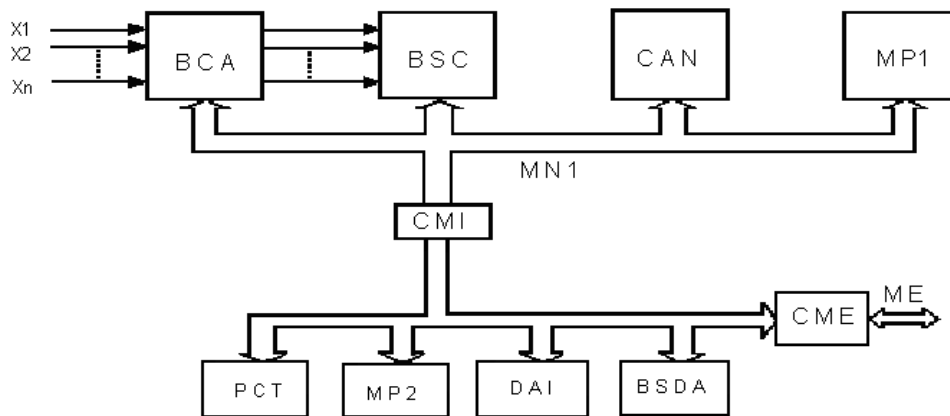 X1
X2
Xn
BCA
BSC
CAN
MP1
MN1
CMI
ME
CME
PCT
MP2
DAI
BSDA